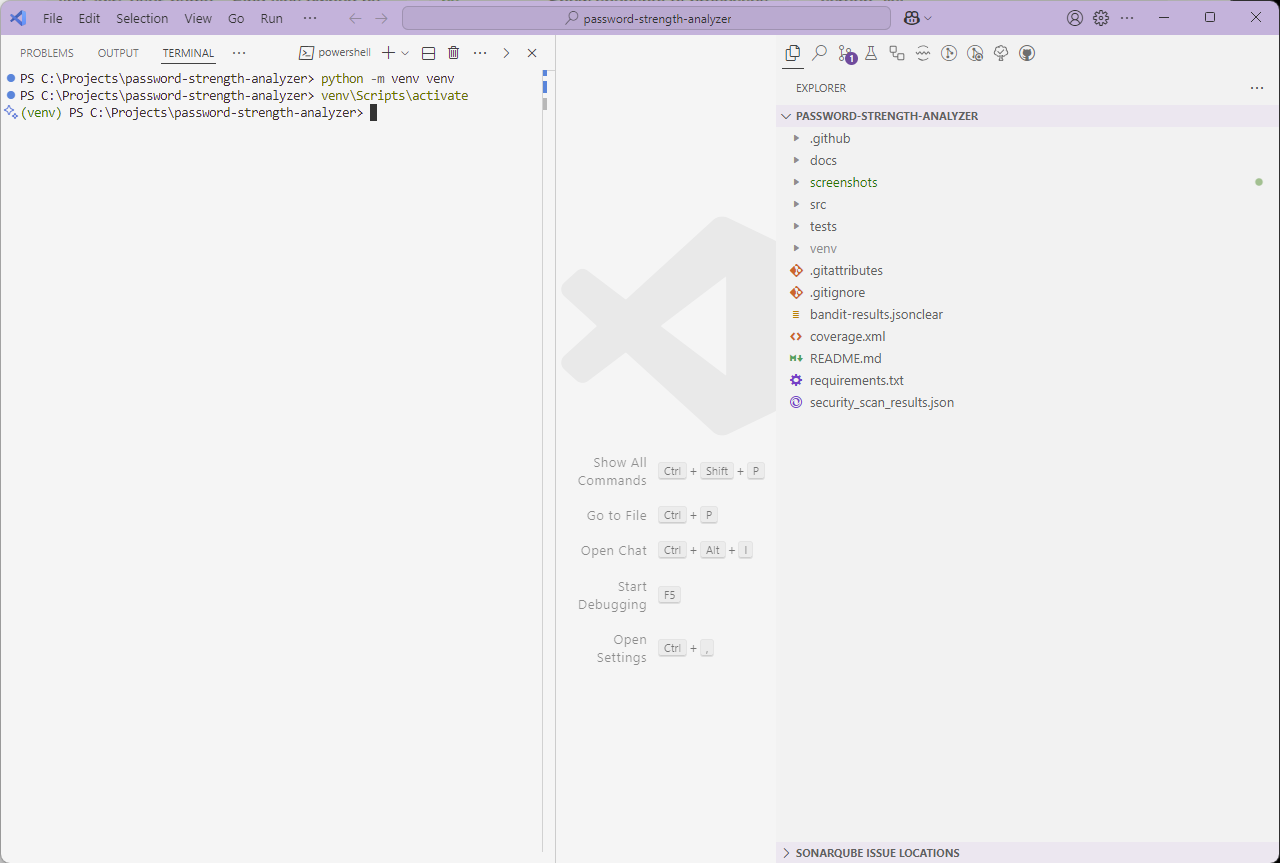 File Edit Selection View Go Run ··· password-strength-analyzer
PROBLEMS OUTPUT TERMINAL ··· powershell
PS C:\Projects\password-strength-analyzer> python -m venv venv
PS C:\Projects\password-strength-analyzer> venv\Scripts\activate
(venv) PS C:\Projects\password-strength-analyzer>
Show All
Commands Ctrl + Shift + P
Go to File Ctrl + P
Open Chat Ctrl + Alt + I
Start
Debugging F5
Open
Settings Ctrl + ,
1
EXPLORER
PASSWORD-STRENGTH-ANALYZER
.github
docs
screenshots
src
tests
venv
.gitattributes
.gitignore
bandit-results.jsonclear
coverage.xml
README.md
requirements.txt
security_scan_results.json
SONARQUBE ISSUE LOCATIONS